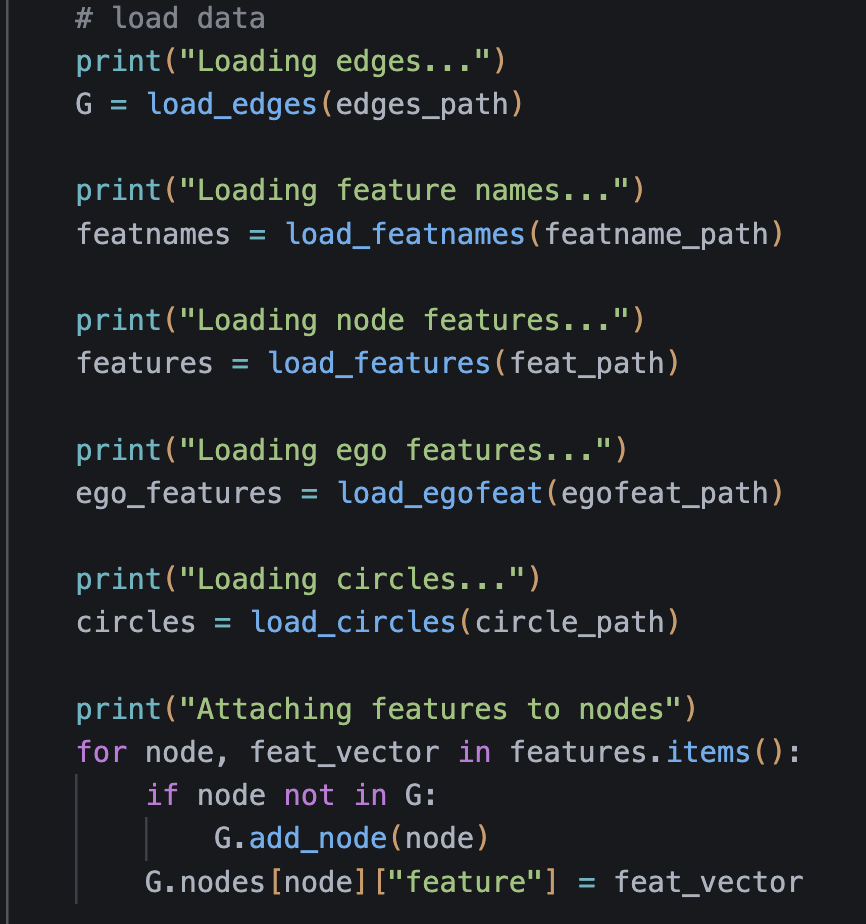 # load data
print("Loading edges...")
G = load_edges(edges_path)
print("Loading feature names...")
featnames = load_featnames(featname_path)
print("Loading node features...")
features = load_features(feat_path)
print("Loading ego features...")
ego_features = load_egofeat(egofeat_path)
print("Loading circles...")
circles = load_circles(circle_path)
print("Attaching features to nodes")
for node, feat_vector in features.items():
    if node not in G:
        G.add_node(node)
    G.nodes[node]["feature"] = feat_vector